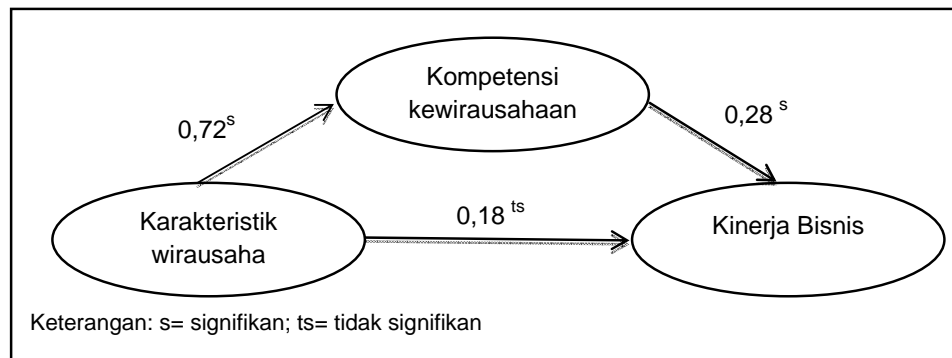 Kompetensi
kewirausahaan
0,72s
0,28 s
Karakteristik
wirausaha
0,18 ts
Kinerja Bisnis
Keterangan: s= signifikan; ts= tidak signifikan